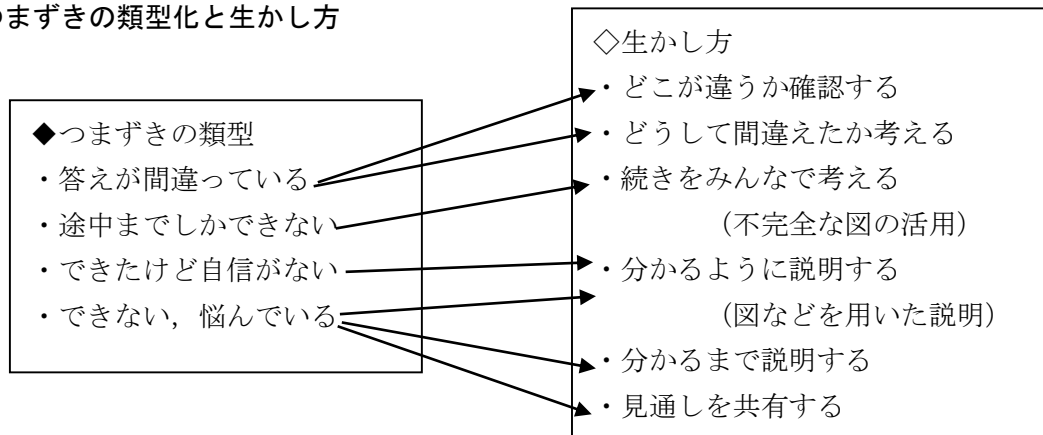 つまずきの類型化と生かし方
◆つまずきの類型
・答えが間違っている
・途中までしかできない
・できたけど自信がない
・できない，悩んでいる
◇生かし方
・どこが違うか確認する
・どうして間違えたか考える
・続きをみんなで考える
（不完全な図の活用）
・分かるように説明する
（図などを用いた説明）
・分かるまで説明する
・見通しを共有する